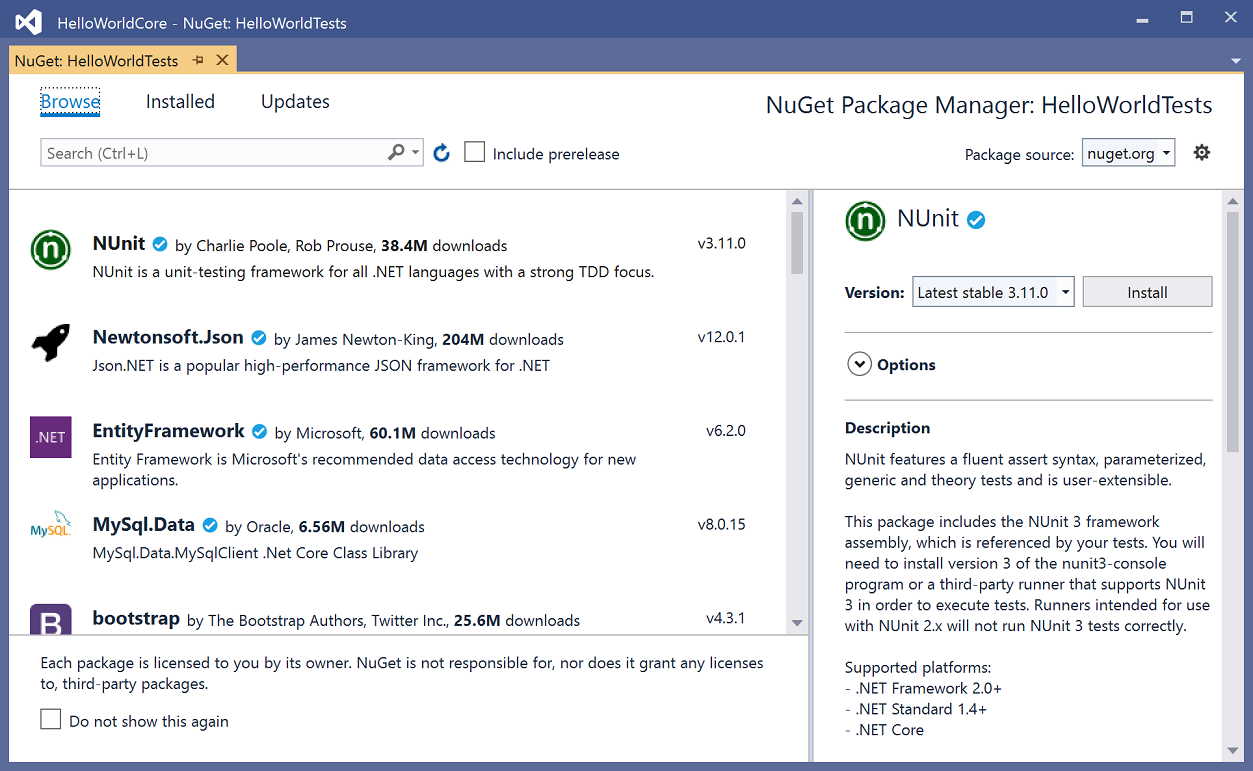 HelloWorldCore - NuGet: HelloWorldTests
NuGet: HelloWorldTests
Browse Installed Updates
NuGet Package Manager: HelloWorldTests
Search (Ctrl+L)
Include prerelease
Package source: nuget.org
n
NUnit by Charlie Poole, Rob Prouse, 38.4M downloads
v3.11.0
NUnit is a unit-testing framework for all .NET languages with a strong TDD focus.
Newtonsoft.Json by James Newton-King, 204M downloads
v12.0.1
Json.NET is a popular high-performance JSON framework for .NET
.NET
EntityFramework by Microsoft, 60.1M downloads
v6.2.0
Entity Framework is Microsoft's recommended data access technology for new
applications.
MySQL
MySql.Data by Oracle, 6.56M downloads
v8.0.15
MySql.Data.MySqlClient .Net Core Class Library
B
bootstrap by The Bootstrap Authors, Twitter Inc., 25.6M downloads
v4.3.1
Each package is licensed to you by its owner. NuGet is not responsible for, nor does it grant any licenses
to, third-party packages.
Do not show this again
n
NUnit
Version: Latest stable 3.11.0 Install
Options
Description
NUnit features a fluent assert syntax, parameterized,
generic and theory tests and is user-extensible.
This package includes the NUnit 3 framework
assembly, which is referenced by your tests. You will
need to install version 3 of the nunit3-console
program or a third-party runner that supports NUnit
3 in order to execute tests. Runners intended for use
with NUnit 2.x will not run NUnit 3 tests correctly.
Supported platforms:
- .NET Framework 2.0+
- .NET Standard 1.4+
- .NET Core